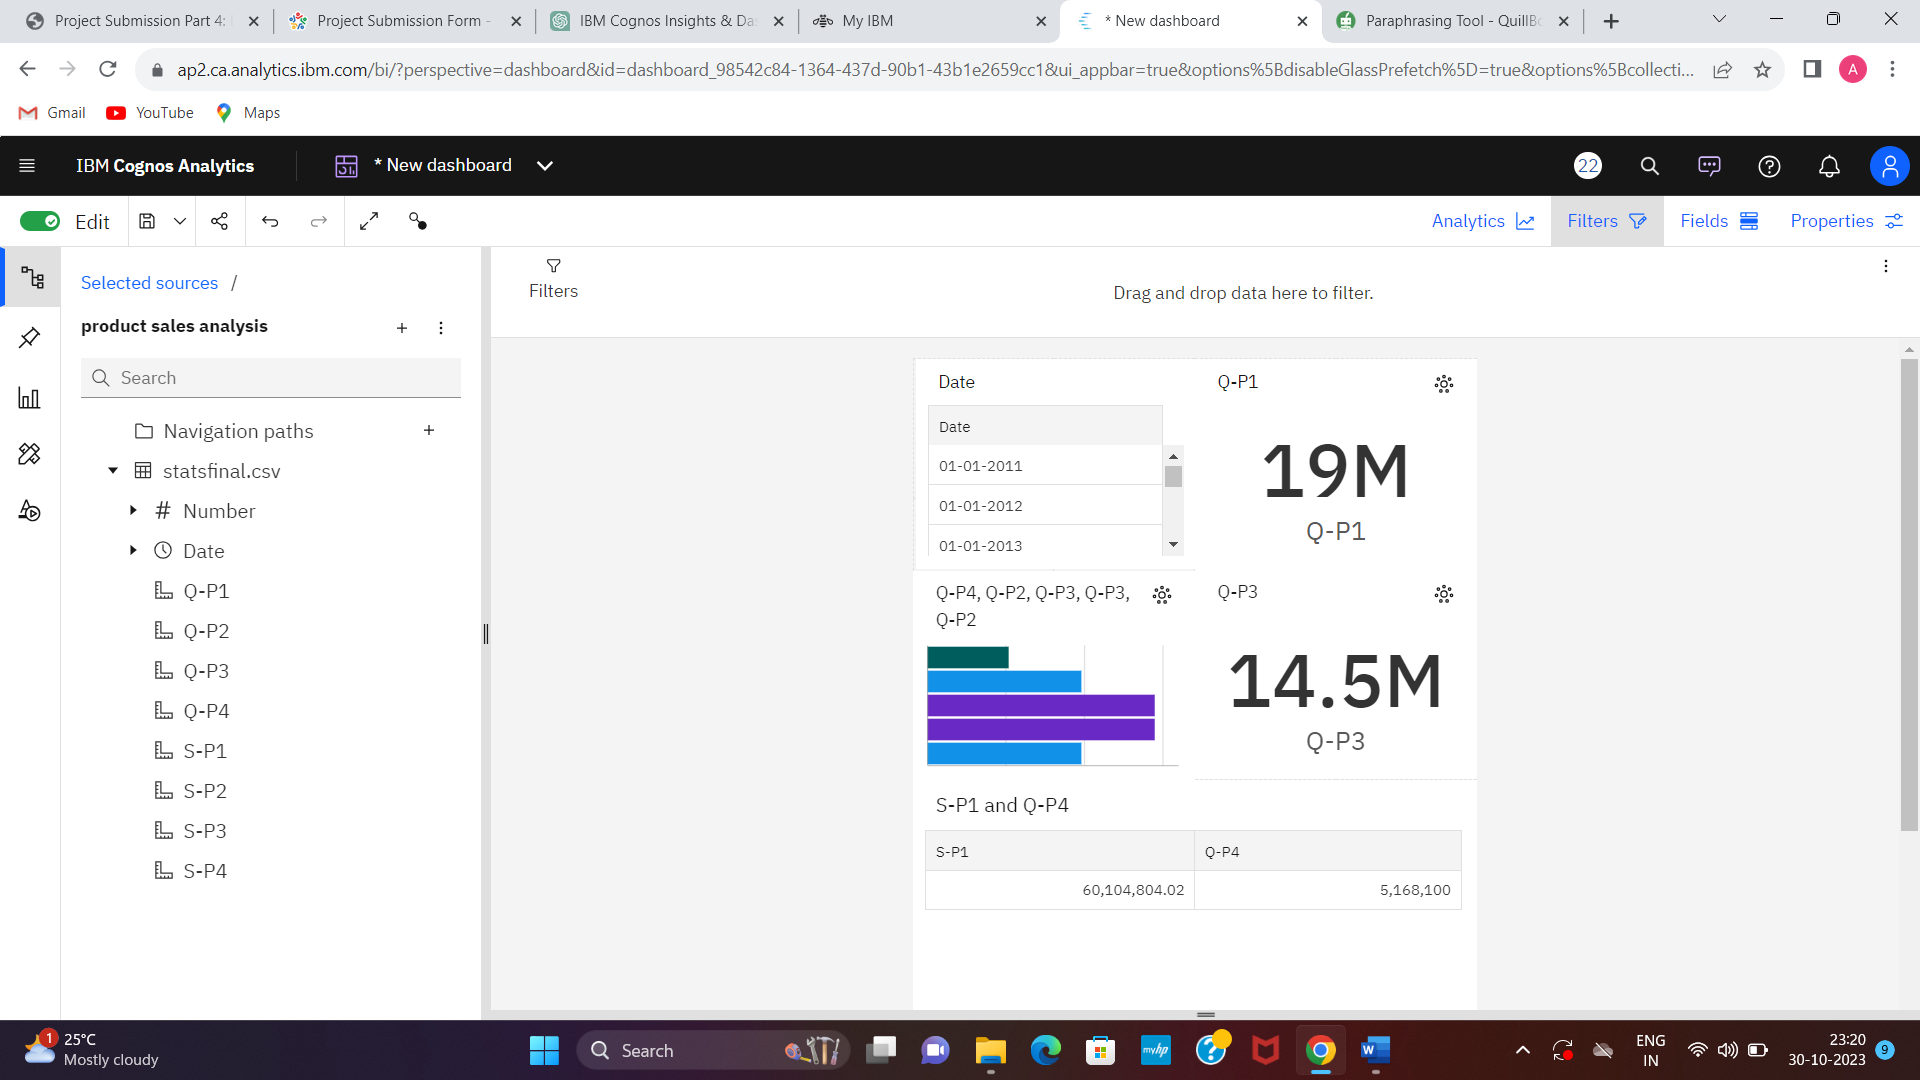 Project Submission Part 4:
Project Submission Form -
IBM Cognos Insights & Da
My IBM
* New dashboard
Paraphrasing Tool - QuillB
ap2.ca.analytics.ibm.com/bi/?perspective=dashboard&id=dashboard_98542c84-1364-437d-90b1-43b1e2659cc1&ui_appbar=true&options%5BdisableGlassPrefetch%5D=true&options%5Bcollecti...
A
Gmail
YouTube
Maps
IBM Cognos Analytics
* New dashboard
22
Edit
Analytics
Filters
Fields
Properties
Selected sources /
product sales analysis
Search
Navigation paths
statsfinal.csv
Number
Date
Q-P1
Q-P2
Q-P3
Q-P4
S-P1
S-P2
S-P3
S-P4
Filters
Drag and drop data here to filter.
Date
Date
01-01-2011
01-01-2012
01-01-2013
Q-P1
19M
Q-P1
Q-P4, Q-P2, Q-P3, Q-P3,
Q-P2
Q-P3
14.5M
Q-P3
S-P1 and Q-P4
S-P1 Q-P4
60,104,804.02 5,168,100
1
25°C
Mostly cloudy
Search
myhp
ENG
IN
23:20
30-10-2023
9